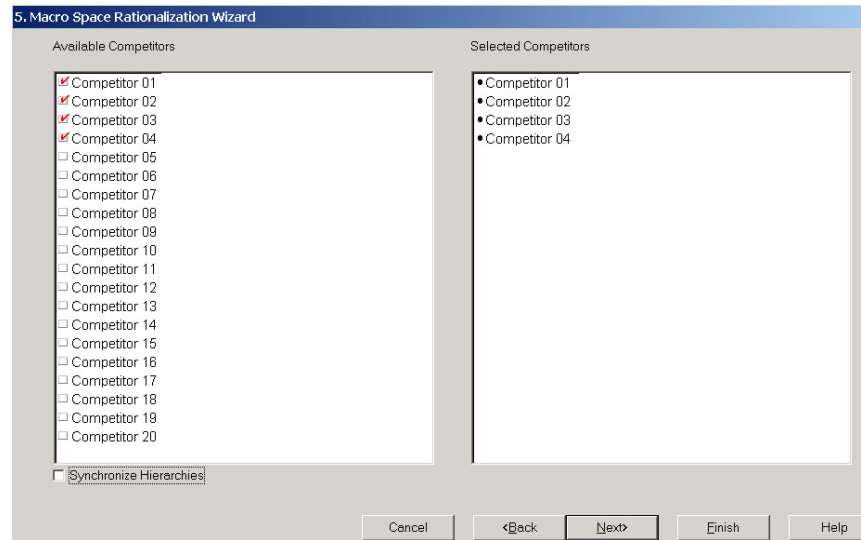 5. Macro Space Rationalization Wizard
Available Competitors
Competitor 01
Competitor 02
Competitor 03
Competitor 04
Competitor 05
Competitor 06
Competitor 07
Competitor 08
Competitor 09
Competitor 10
Competitor 11
Competitor 12
Competitor 13
Competitor 14
Competitor 15
Competitor 16
Competitor 17
Competitor 18
Competitor 19
Competitor 20
Synchronize Hierarchies
Selected Competitors
Competitor 01
Competitor 02
Competitor 03
Competitor 04
Cancel
<Back
Next>
Finish
Help